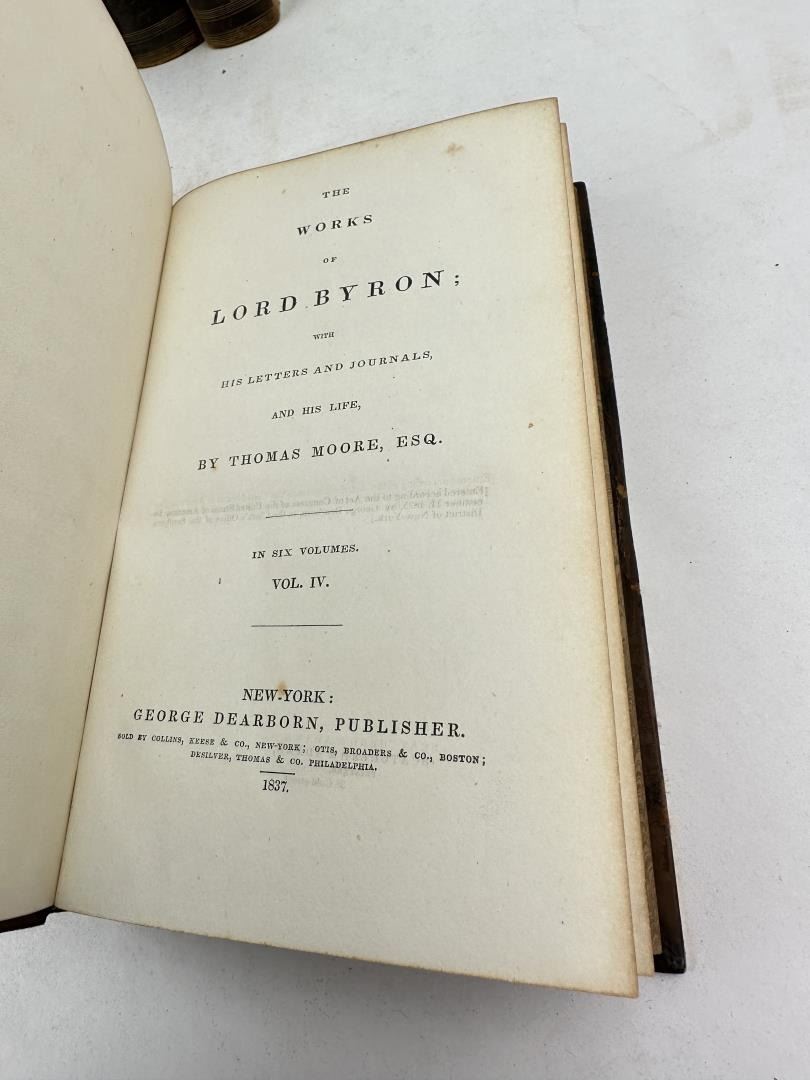 THE
WORKS
OF
LORD BYRON;
WITH
HIS LETTERS AND JOURNALS,
AND HIS LIFE,
BY THOMAS MOORE, ESQ.
IN SIX VOLUMES.
VOL. IV.
NEW-YORK:
GEORGE DEARBORN, PUBLISHER.
SOLD BY COLLINS, KEESE & CO., NEW-YORK; OTIS, BROADERS & CO., BOSTON;
DESILVER, THOMAS & CO. PHILADELPHIA.
1837.